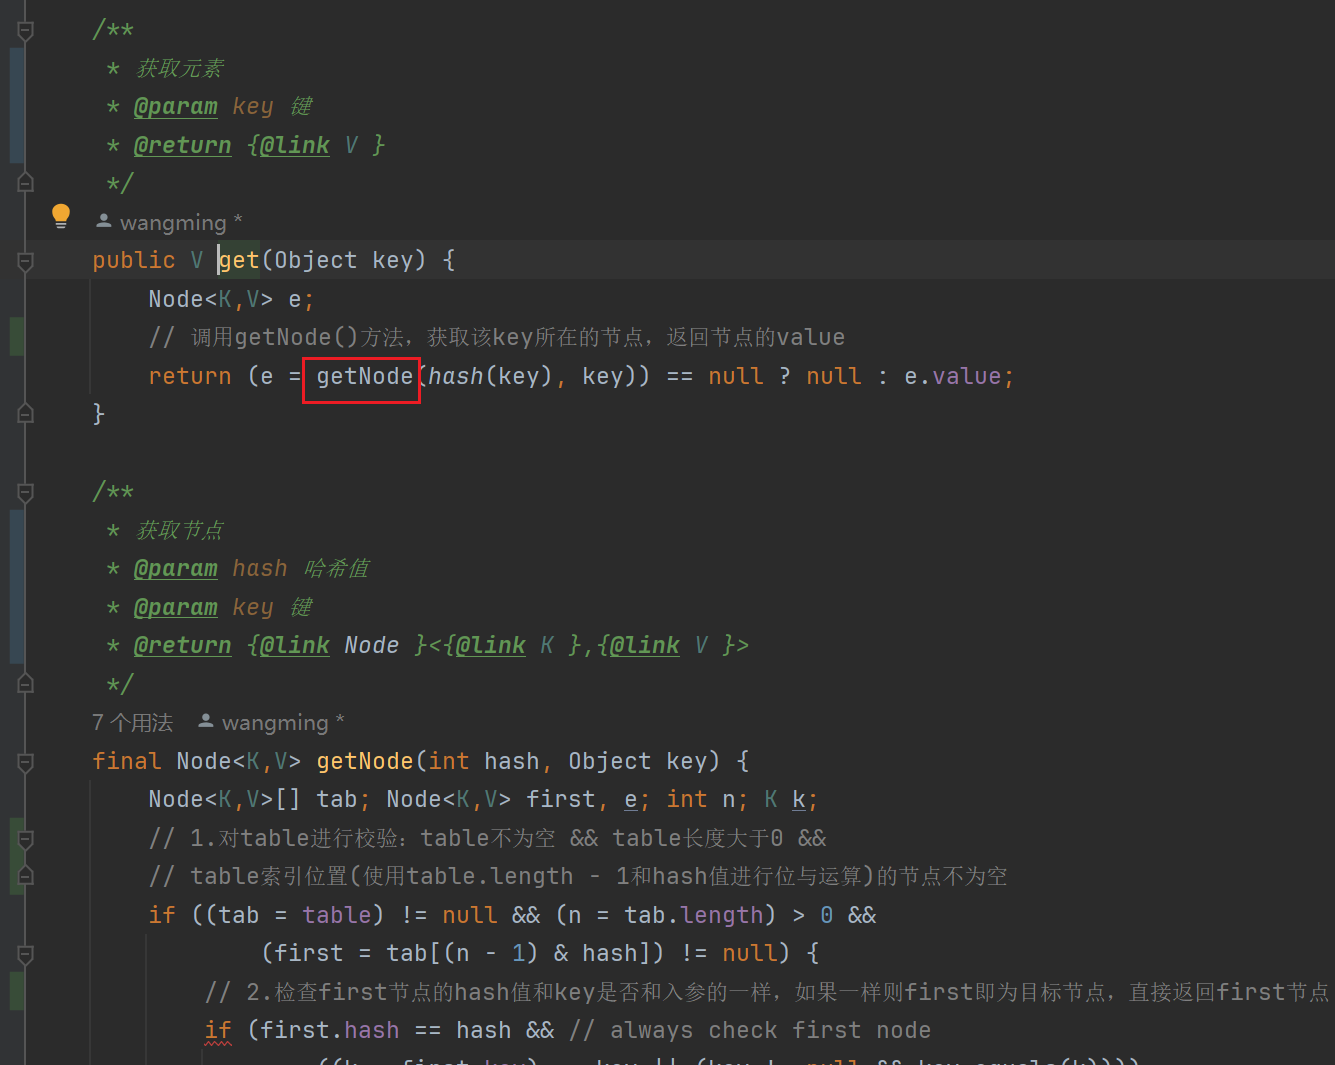 /**
* 获取元素
* @param key 键
* @return {@link V }
*/
wangming *
public V get(Object key) {
Node<K,V> e;
// 调用getNode()方法，获取该key所在的节点，返回节点的value
return (e = getNode(hash(key), key)) == null ? null : e.value;
}
/**
* 获取节点
* @param hash 哈希值
* @param key 键
* @return {@link Node }<{@link K },{@link V }>
*/
7 个用法 wangming *
final Node<K,V> getNode(int hash, Object key) {
Node<K,V>[] tab; Node<K,V> first, e; int n; K k;
// 1.对table进行校验：table不为空 && table长度大于0 &&
// table索引位置(使用table.length - 1和hash值进行位与运算)的节点不为空
if ((tab = table) != null && (n = tab.length) > 0 &&
(first = tab[(n - 1) & hash]) != null) {
// 2.检查first节点的hash值和key是否和入参的一样，如果一样则first即为目标节点，直接返回first节点
if (first.hash == hash && // always check first node